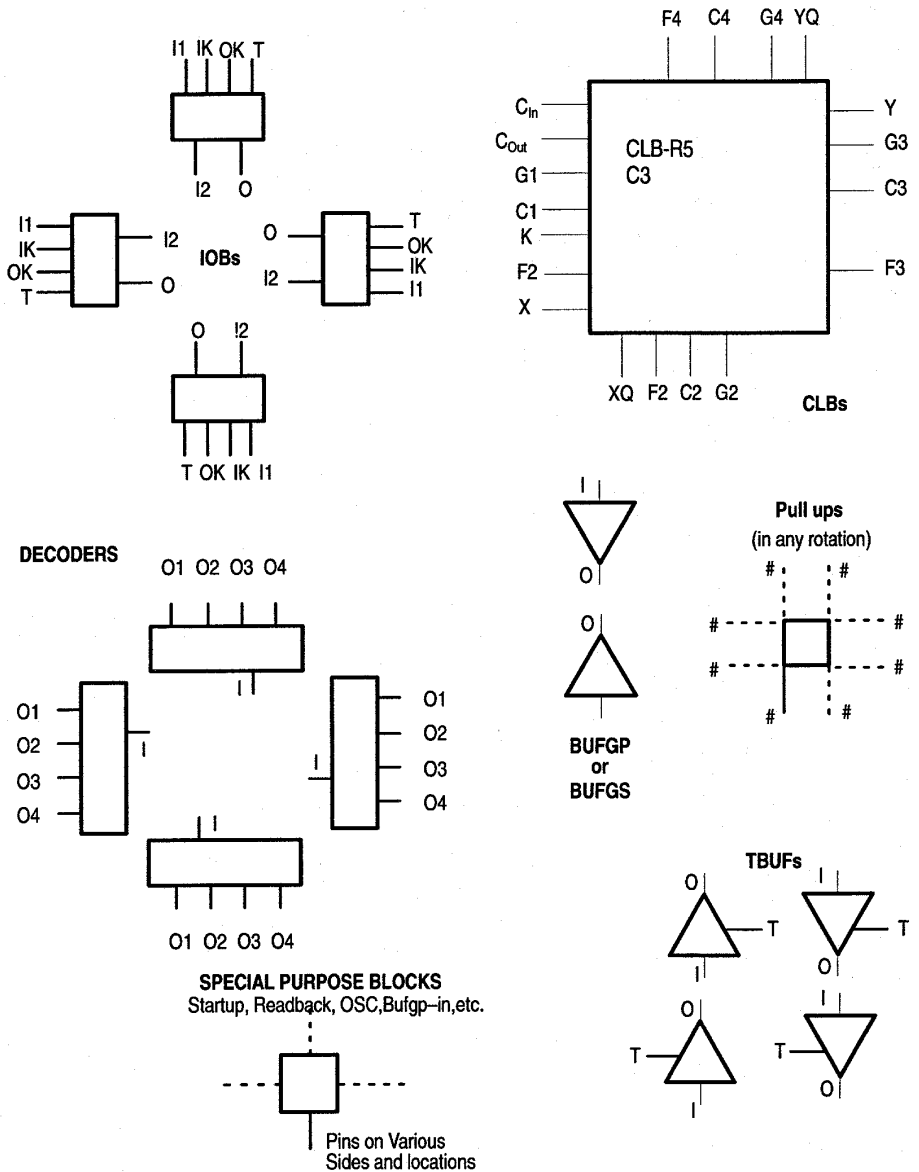 I1 IK OK T
I2 O
I1
IK
OK
T
I2
O
IOBs
O
I2
T
OK
IK
I1
O I2
T OK IK I1
F4 C4 G4 YQ
CIn
COut
G1
C1
K
F2
X
CLB-R5
C3
Y
G3
C3
F3
XQ F2 C2 G2
CLBs
DECODERS
O1 O2 O3 O4
I
O1
O2
O3
O4
I
I
O1
O2
O3
O4
I
O1 O2 O3 O4
I
O
O
BUFGP
or
BUFGS
Pull ups
(in any rotation)
# #
# #
# #
# #
TBUFs
O
T
I
I
T
O
O
T
I
I
T
O
SPECIAL PURPOSE BLOCKS
Startup, Readback, OSC,Bufgp–in,etc.
Pins on Various
Sides and locations